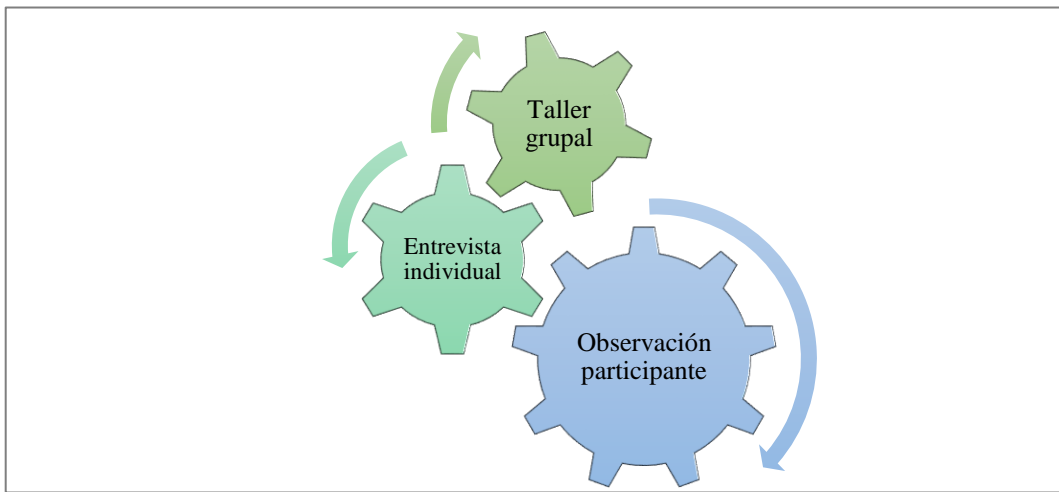 Taller
grupal
Entrevista
individual
Observación
participante